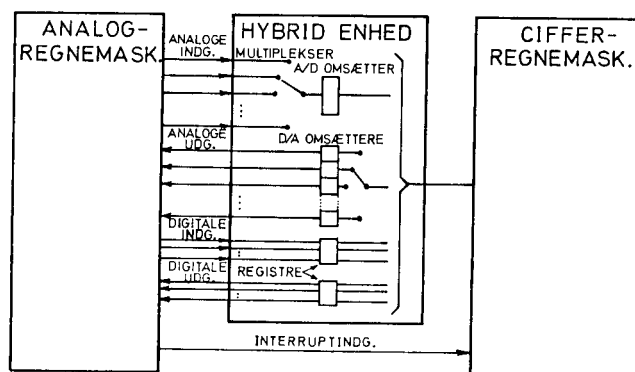 ANALOG-
REGNEMASK.
ANALOGE
INDG.
HYBRID ENHED
MULTIPLEKSER
A/D OMSÆTTER
CIFFER-
REGNEMASK.
ANALOGE
UDG.
D/A OMSÆTTERE
DIGITALE
INDG.
DIGITALE
UDG.
REGISTRE
INTERRUPTINDG.